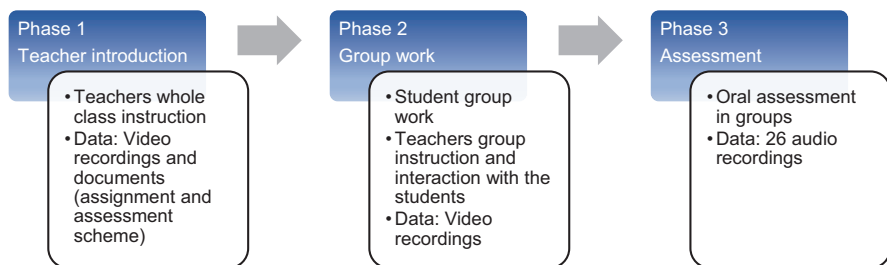 Phase 1
Teacher introduction
• Teachers whole
class instruction
• Data: Video
recordings and
documents
(assignment and
assessment
scheme)
Phase 2
Group work
• Student group
work
• Teachers group
instruction and
interaction with the
students
• Data: Video
recordings
Phase 3
Assessment
• Oral assessment
in groups
• Data: 26 audio
recordings